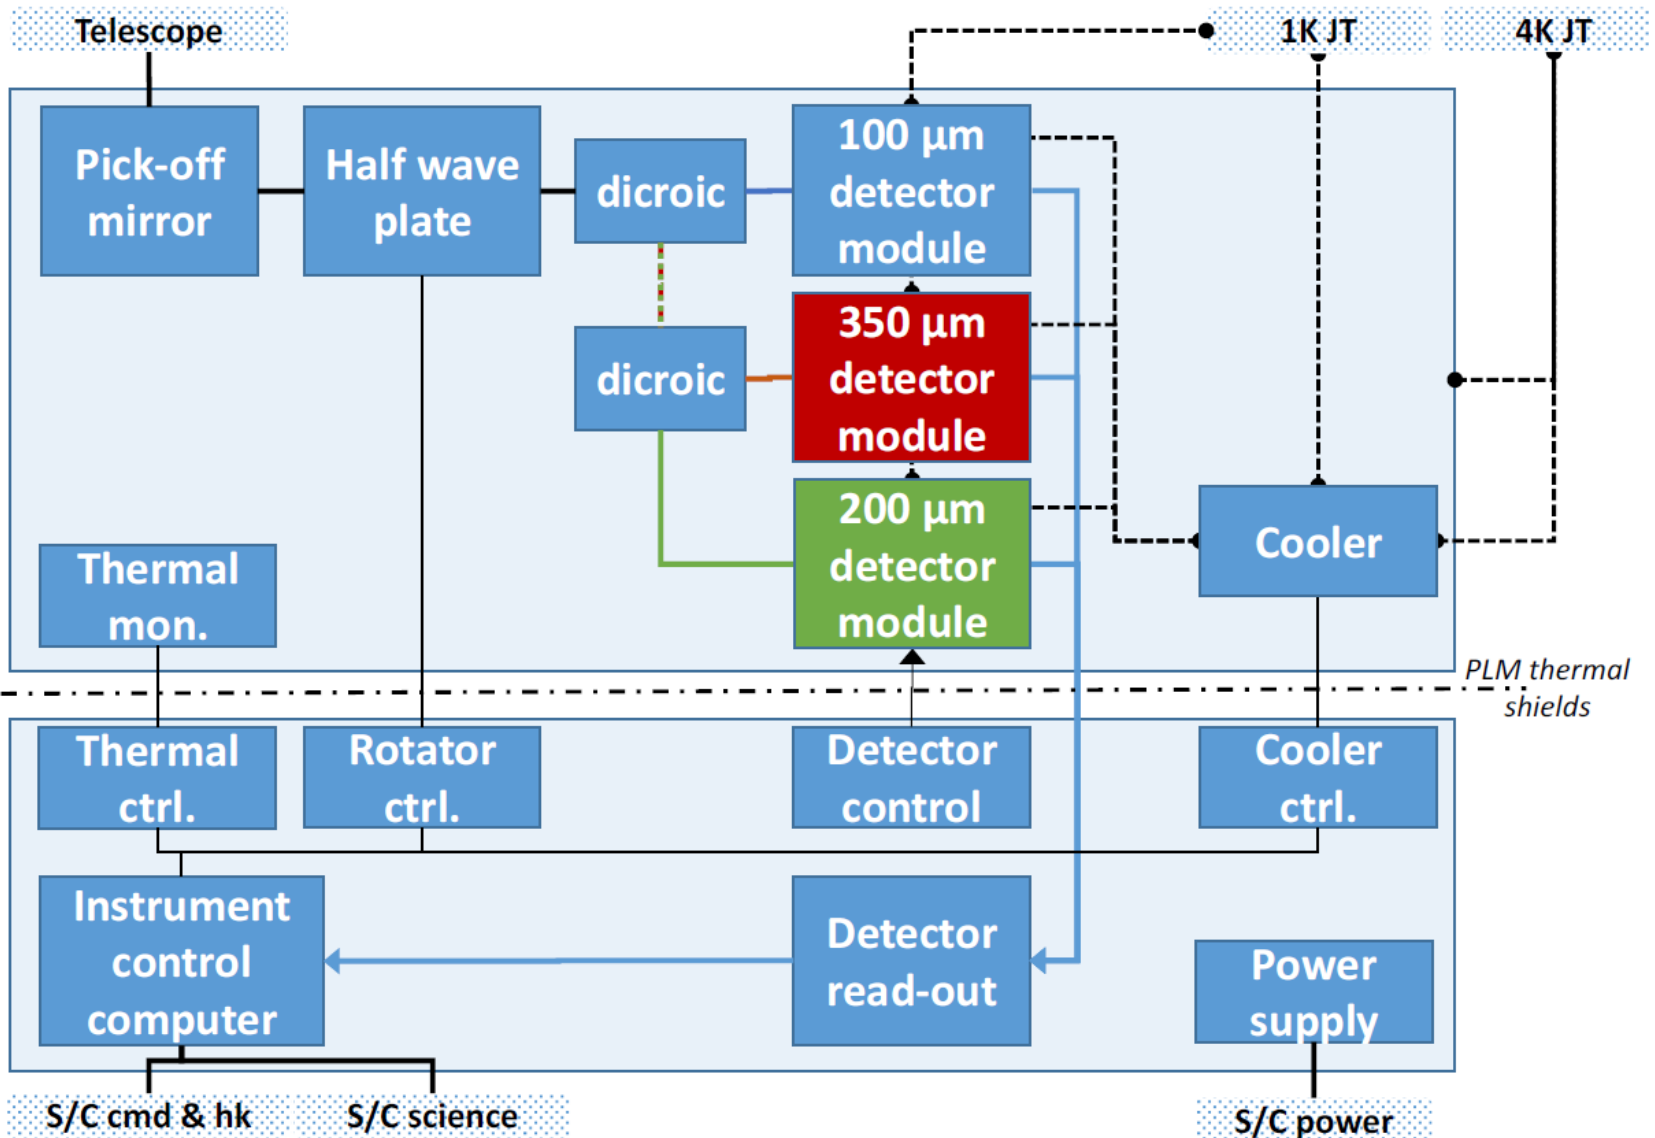 Telescope
1K JT
4K JT
Pick-off
mirror
Half wave
plate
dicroic
100 μm
detector
module
dicroic
350 μm
detector
module
200 μm
detector
module
Cooler
Thermal
mon.
PLM thermal
shields
Thermal
ctrl.
Rotator
ctrl.
Detector
control
Cooler
ctrl.
Instrument
control
computer
Detector
read-out
Power
supply
S/C cmd & hk
S/C science
S/C power